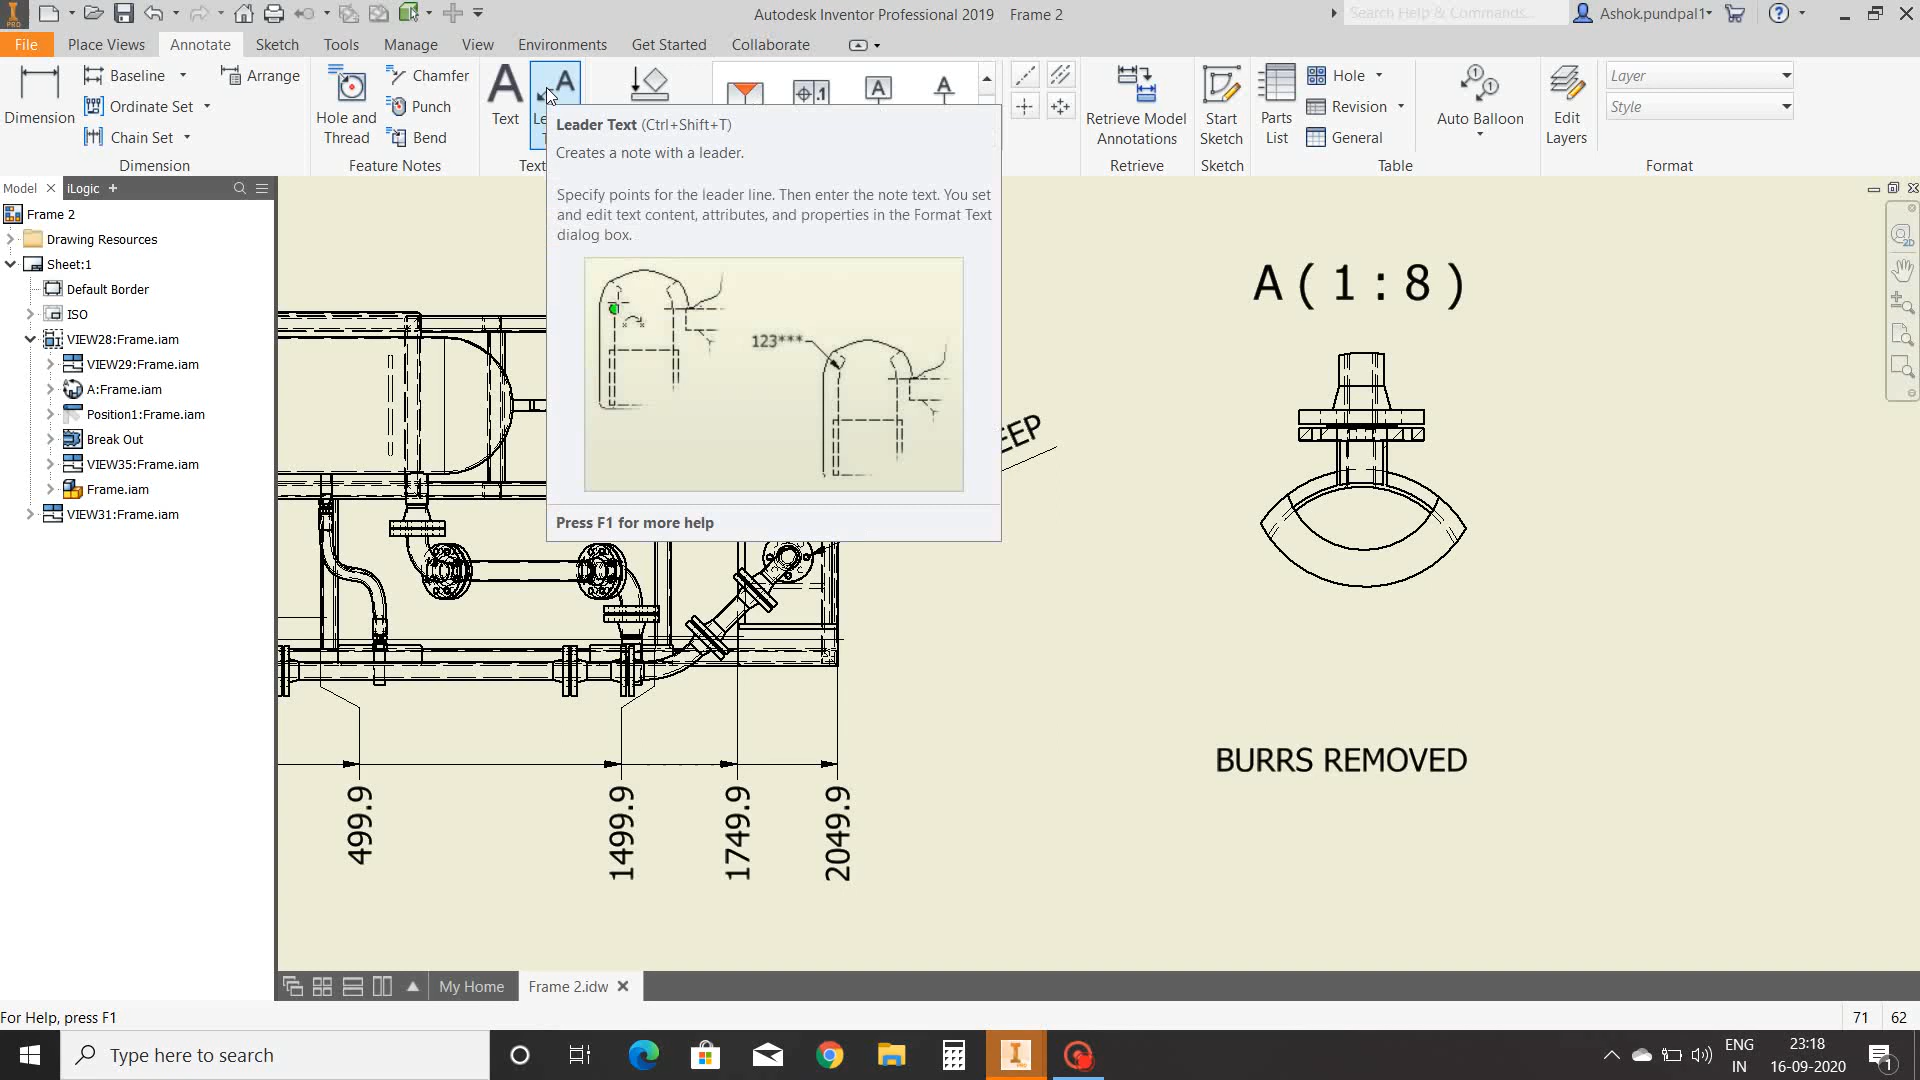 PRO
Autodesk Inventor Professional 2019 Frame 2
Search Help & Commands...
Ashok.pundpal1
File Place Views Annotate Sketch Tools Manage View Environments Get Started Collaborate
Dimension
Baseline
Ordinate Set
Chain Set
Arrange
Dimension
Hole and
Thread
Chamfer
Punch
Bend
Feature Notes
Text
Text
Retrieve Model
Annotations
Retrieve
Start
Sketch
Sketch
Parts
List
Hole
Revision
General
Auto Balloon
Table
Edit
Layers
Layer
Style
Format
Leader Text (Ctrl+Shift+T)
Creates a note with a leader.
Specify points for the leader line. Then enter the note text. You set
and edit text content, attributes, and properties in the Format Text
dialog box.
123***
Press F1 for more help
Model iLogic +
Frame 2
Drawing Resources
Sheet:1
Default Border
ISO
VIEW28:Frame.iam
VIEW29:Frame.iam
A:Frame.iam
Position1:Frame.iam
Break Out
VIEW35:Frame.iam
Frame.iam
VIEW31:Frame.iam
A ( 1 : 8 )
BURRS REMOVED
499.9
1499.9
1749.9
2049.9
My Home Frame 2.idw
For Help, press F1
71 62
Type here to search
ENG
IN
23:18
16-09-2020
1